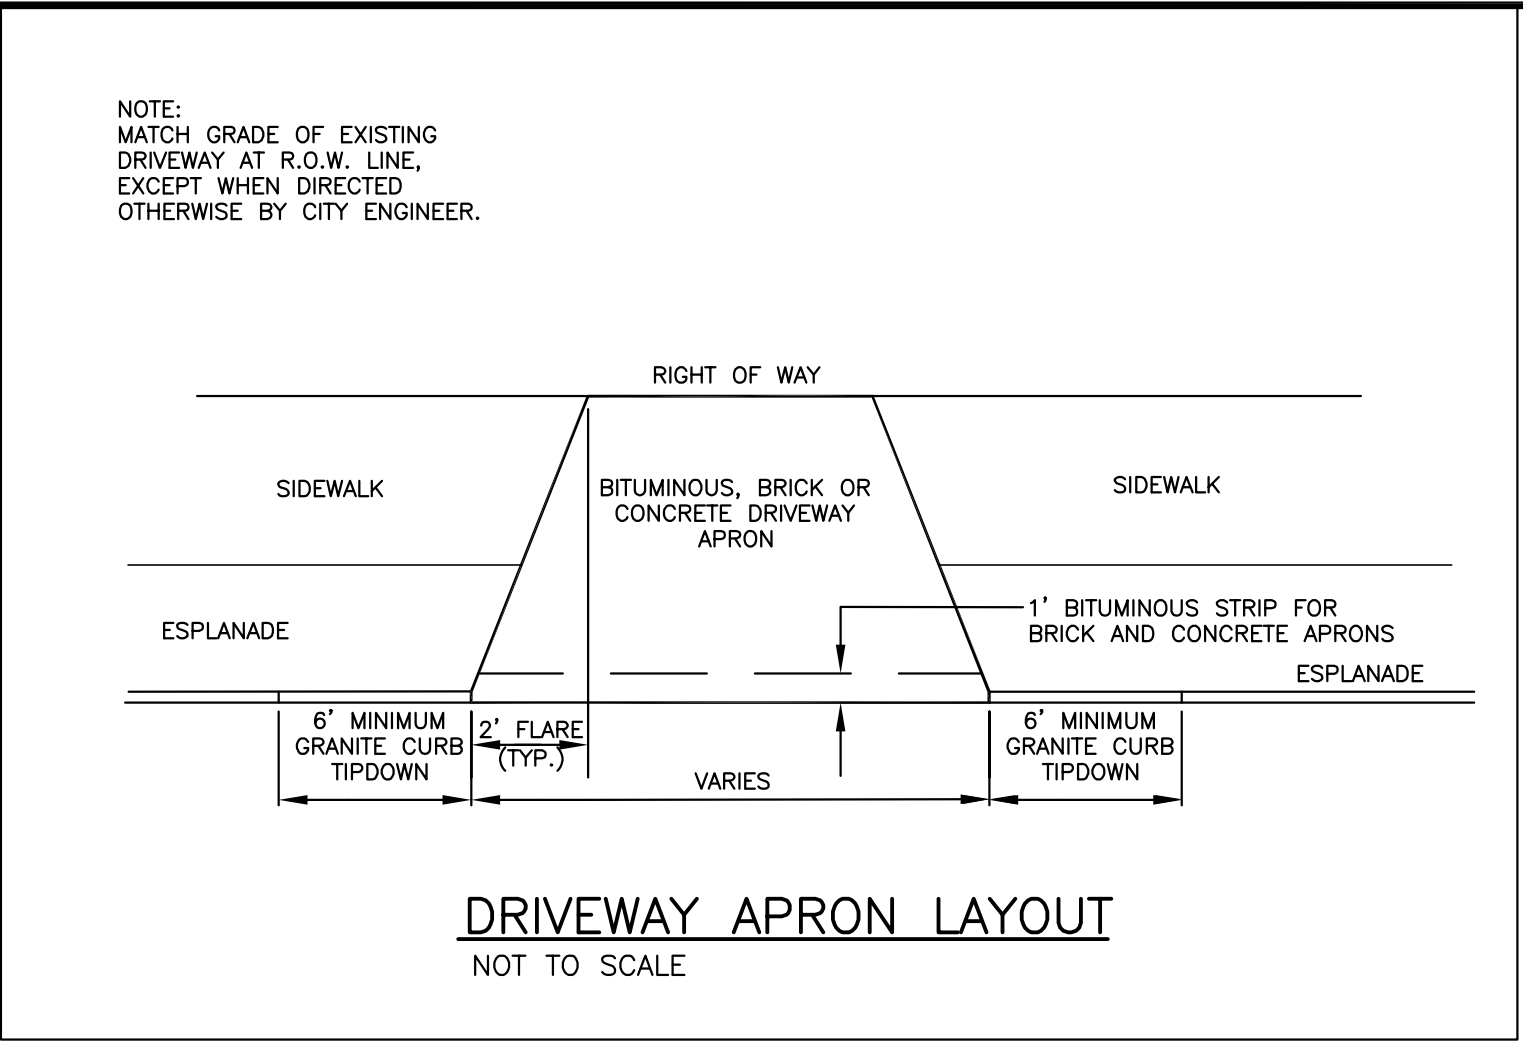 NOTE:
MATCH GRADE OF EXISTING
DRIVEWAY AT R.O.W. LINE,
EXCEPT WHEN DIRECTED
OTHERWISE BY CITY ENGINEER.
RIGHT OF WAY
SIDEWALK
BITUMINOUS, BRICK OR
CONCRETE DRIVEWAY
APRON
SIDEWALK
ESPLANADE
1' BITUMINOUS STRIP FOR
BRICK AND CONCRETE APRONS
ESPLANADE
6' MINIMUM
GRANITE CURB
TIPDOWN
2' FLARE
(TYP.)
VARIES
6' MINIMUM
GRANITE CURB
TIPDOWN
DRIVEWAY APRON LAYOUT
NOT TO SCALE